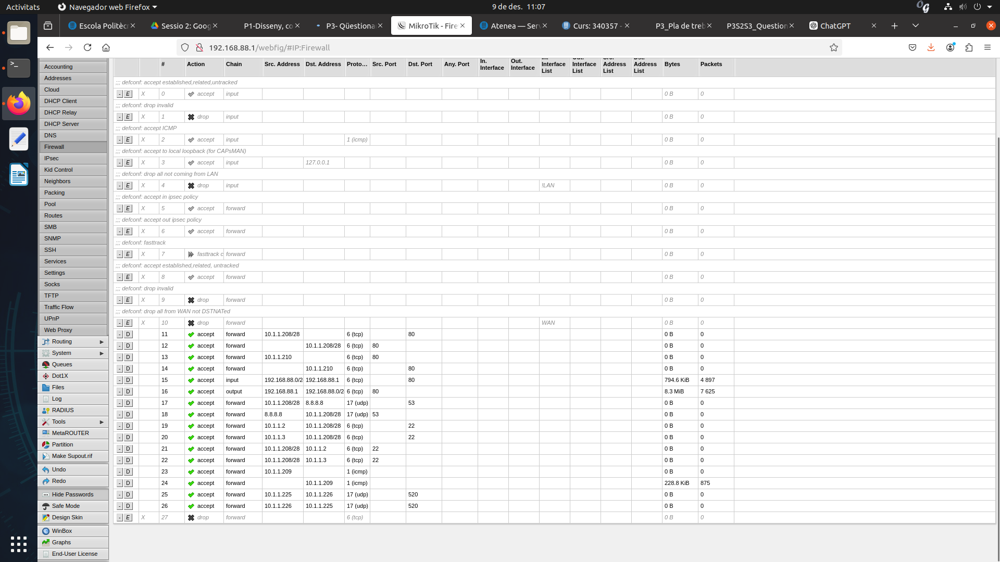 Activitats
Navegador web Firefox
9 de des. 11:07
Escola Politècr
Sessio 2: Goog
P1-Disseny, co
P3- Qüestiona
MikroTik - Fire
Atenea — Ser
Curs: 340357 -
P3_Pla de treb
P3S2S3_Question
ChatGPT
192.168.88.1/webfig/#IP:Firewall
Accounting
Addresses
Cloud
DHCP Client
DHCP Relay
DHCP Server
DNS
Firewall
IPsec
Kid Control
Neighbors
Packing
Pool
Routes
SMB
SNMP
SSH
Services
Settings
Socks
TFTP
Traffic Flow
UPnP
Web Proxy
Routing
System
Queues
Dot1X
Files
Log
RADIUS
Tools
MetaROUTER
Partition
Make Supout.rif
Undo
Redo
Hide Passwords
Safe Mode
Design Skin
WinBox
Graphs
End-User License
# Action Chain Src. Address Dst. Address Proto... Src. Port Dst. Port Any. Port In. Interface Out. Interface In. Interface List Out. Interface List Src. Address List Dst. Address List Bytes Packets
;;; defconf: accept established,related,untracked
- E X 0 accept input 0 B 0
;;; defconf: drop invalid
- E X 1 drop input 0 B 0
;;; defconf: accept ICMP
- E X 2 accept input 1 (icmp) 0 B 0
;;; defconf: accept to local loopback (for CAPsMAN)
- E X 3 accept input 127.0.0.1 0 B 0
;;; defconf: drop all not coming from LAN
- E X 4 drop input !LAN 0 B 0
;;; defconf: accept in ipsec policy
- E X 5 accept forward 0 B 0
;;; defconf: accept out ipsec policy
- E X 6 accept forward 0 B 0
;;; defconf: fasttrack
- E X 7 fasttrack c forward 0 B 0
;;; defconf: accept established,related, untracked
- E X 8 accept forward 0 B 0
;;; defconf: drop invalid
- E X 9 drop forward 0 B 0
;;; defconf: drop all from WAN not DSTNATed
- E X 10 drop forward WAN 0 B 0
- D 11 accept forward 10.1.1.208/28 6 (tcp) 80 0 B 0
- D 12 accept forward 10.1.1.208/28 6 (tcp) 80 0 B 0
- D 13 accept forward 10.1.1.210 6 (tcp) 80 0 B 0
- D 14 accept forward 10.1.1.210 6 (tcp) 80 0 B 0
- D 15 accept input 192.168.88.0/2 192.168.88.1 6 (tcp) 80 794.6 KiB 4 897
- D 16 accept output 192.168.88.1 192.168.88.0/2 6 (tcp) 80 8.3 MiB 7 625
- D 17 accept forward 10.1.1.208/28 8.8.8.8 17 (udp) 53 0 B 0
- D 18 accept forward 8.8.8.8 10.1.1.208/28 17 (udp) 53 0 B 0
- D 19 accept forward 10.1.1.2 10.1.1.208/28 6 (tcp) 22 0 B 0
- D 20 accept forward 10.1.1.3 10.1.1.208/28 6 (tcp) 22 0 B 0
- D 21 accept forward 10.1.1.208/28 10.1.1.2 6 (tcp) 22 0 B 0
- D 22 accept forward 10.1.1.208/28 10.1.1.3 6 (tcp) 22 0 B 0
- D 23 accept forward 10.1.1.209 1 (icmp) 0 B 0
- D 24 accept forward 10.1.1.209 1 (icmp) 228.8 KiB 875
- D 25 accept forward 10.1.1.225 10.1.1.226 17 (udp) 520 0 B 0
- D 26 accept forward 10.1.1.226 10.1.1.225 17 (udp) 520 0 B 0
- E X 27 drop forward 6 (tcp) 0 B 0